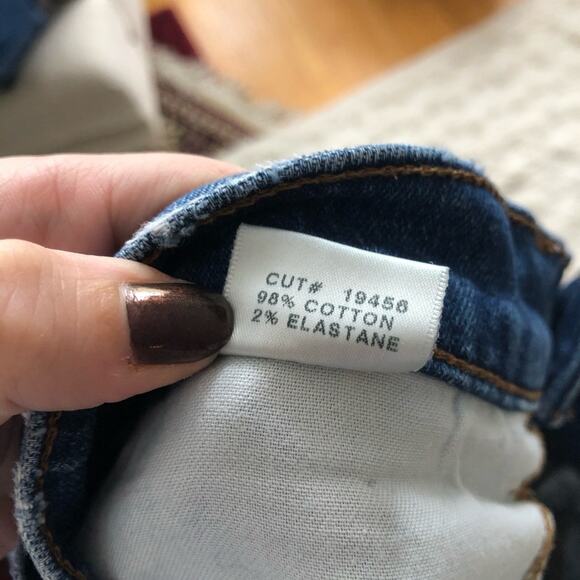 CUT# 19456
98% COTTON
2% ELASTANE